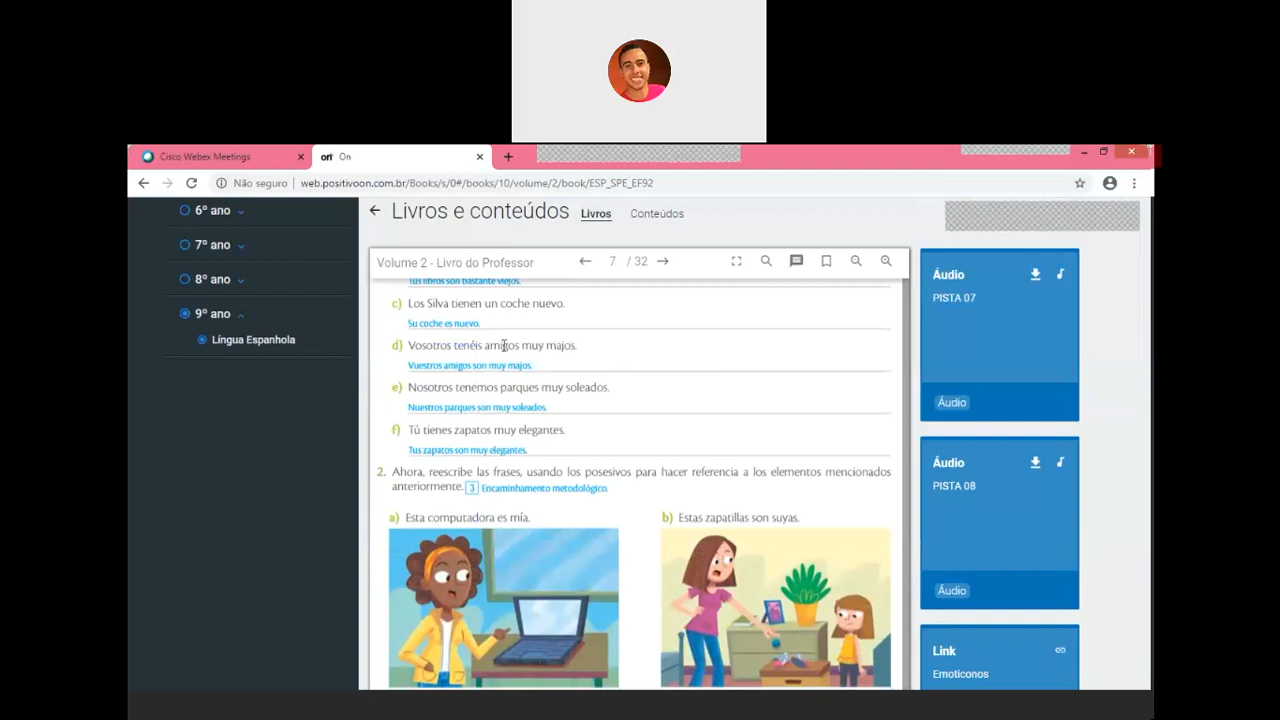 Cisco Webex Meetings
on
On
Não seguro
web.positivoon.com.br/Books/s/0#/books/10/volume/2/book/ESP_SPE_EF92
6º ano
7º ano
8º ano
9º ano
Língua Espanhola
Livros e conteúdos
Livros
Conteúdos
Volume 2 - Livro do Professor
7 / 32
Tus libros son bastante viejos.
c) Los Silva tienen un coche nuevo.
Su coche es nuevo.
d) Vosotros tenéis amigos muy majos.
Vuestros amigos son muy majos.
e) Nosotros tenemos parques muy soleados.
Nuestros parques son muy soleados.
f) Tú tienes zapatos muy elegantes.
Tus zapatos son muy elegantes.
2. Ahora, reescribe las frases, usando los posesivos para hacer referencia a los elementos mencionados
anteriormente. 3 Encaminhamento metodológico.
a) Esta computadora es mía.
b) Estas zapatillas son suyas.
Áudio
PISTA 07
Áudio
Áudio
PISTA 08
Áudio
Link
Emoticonos